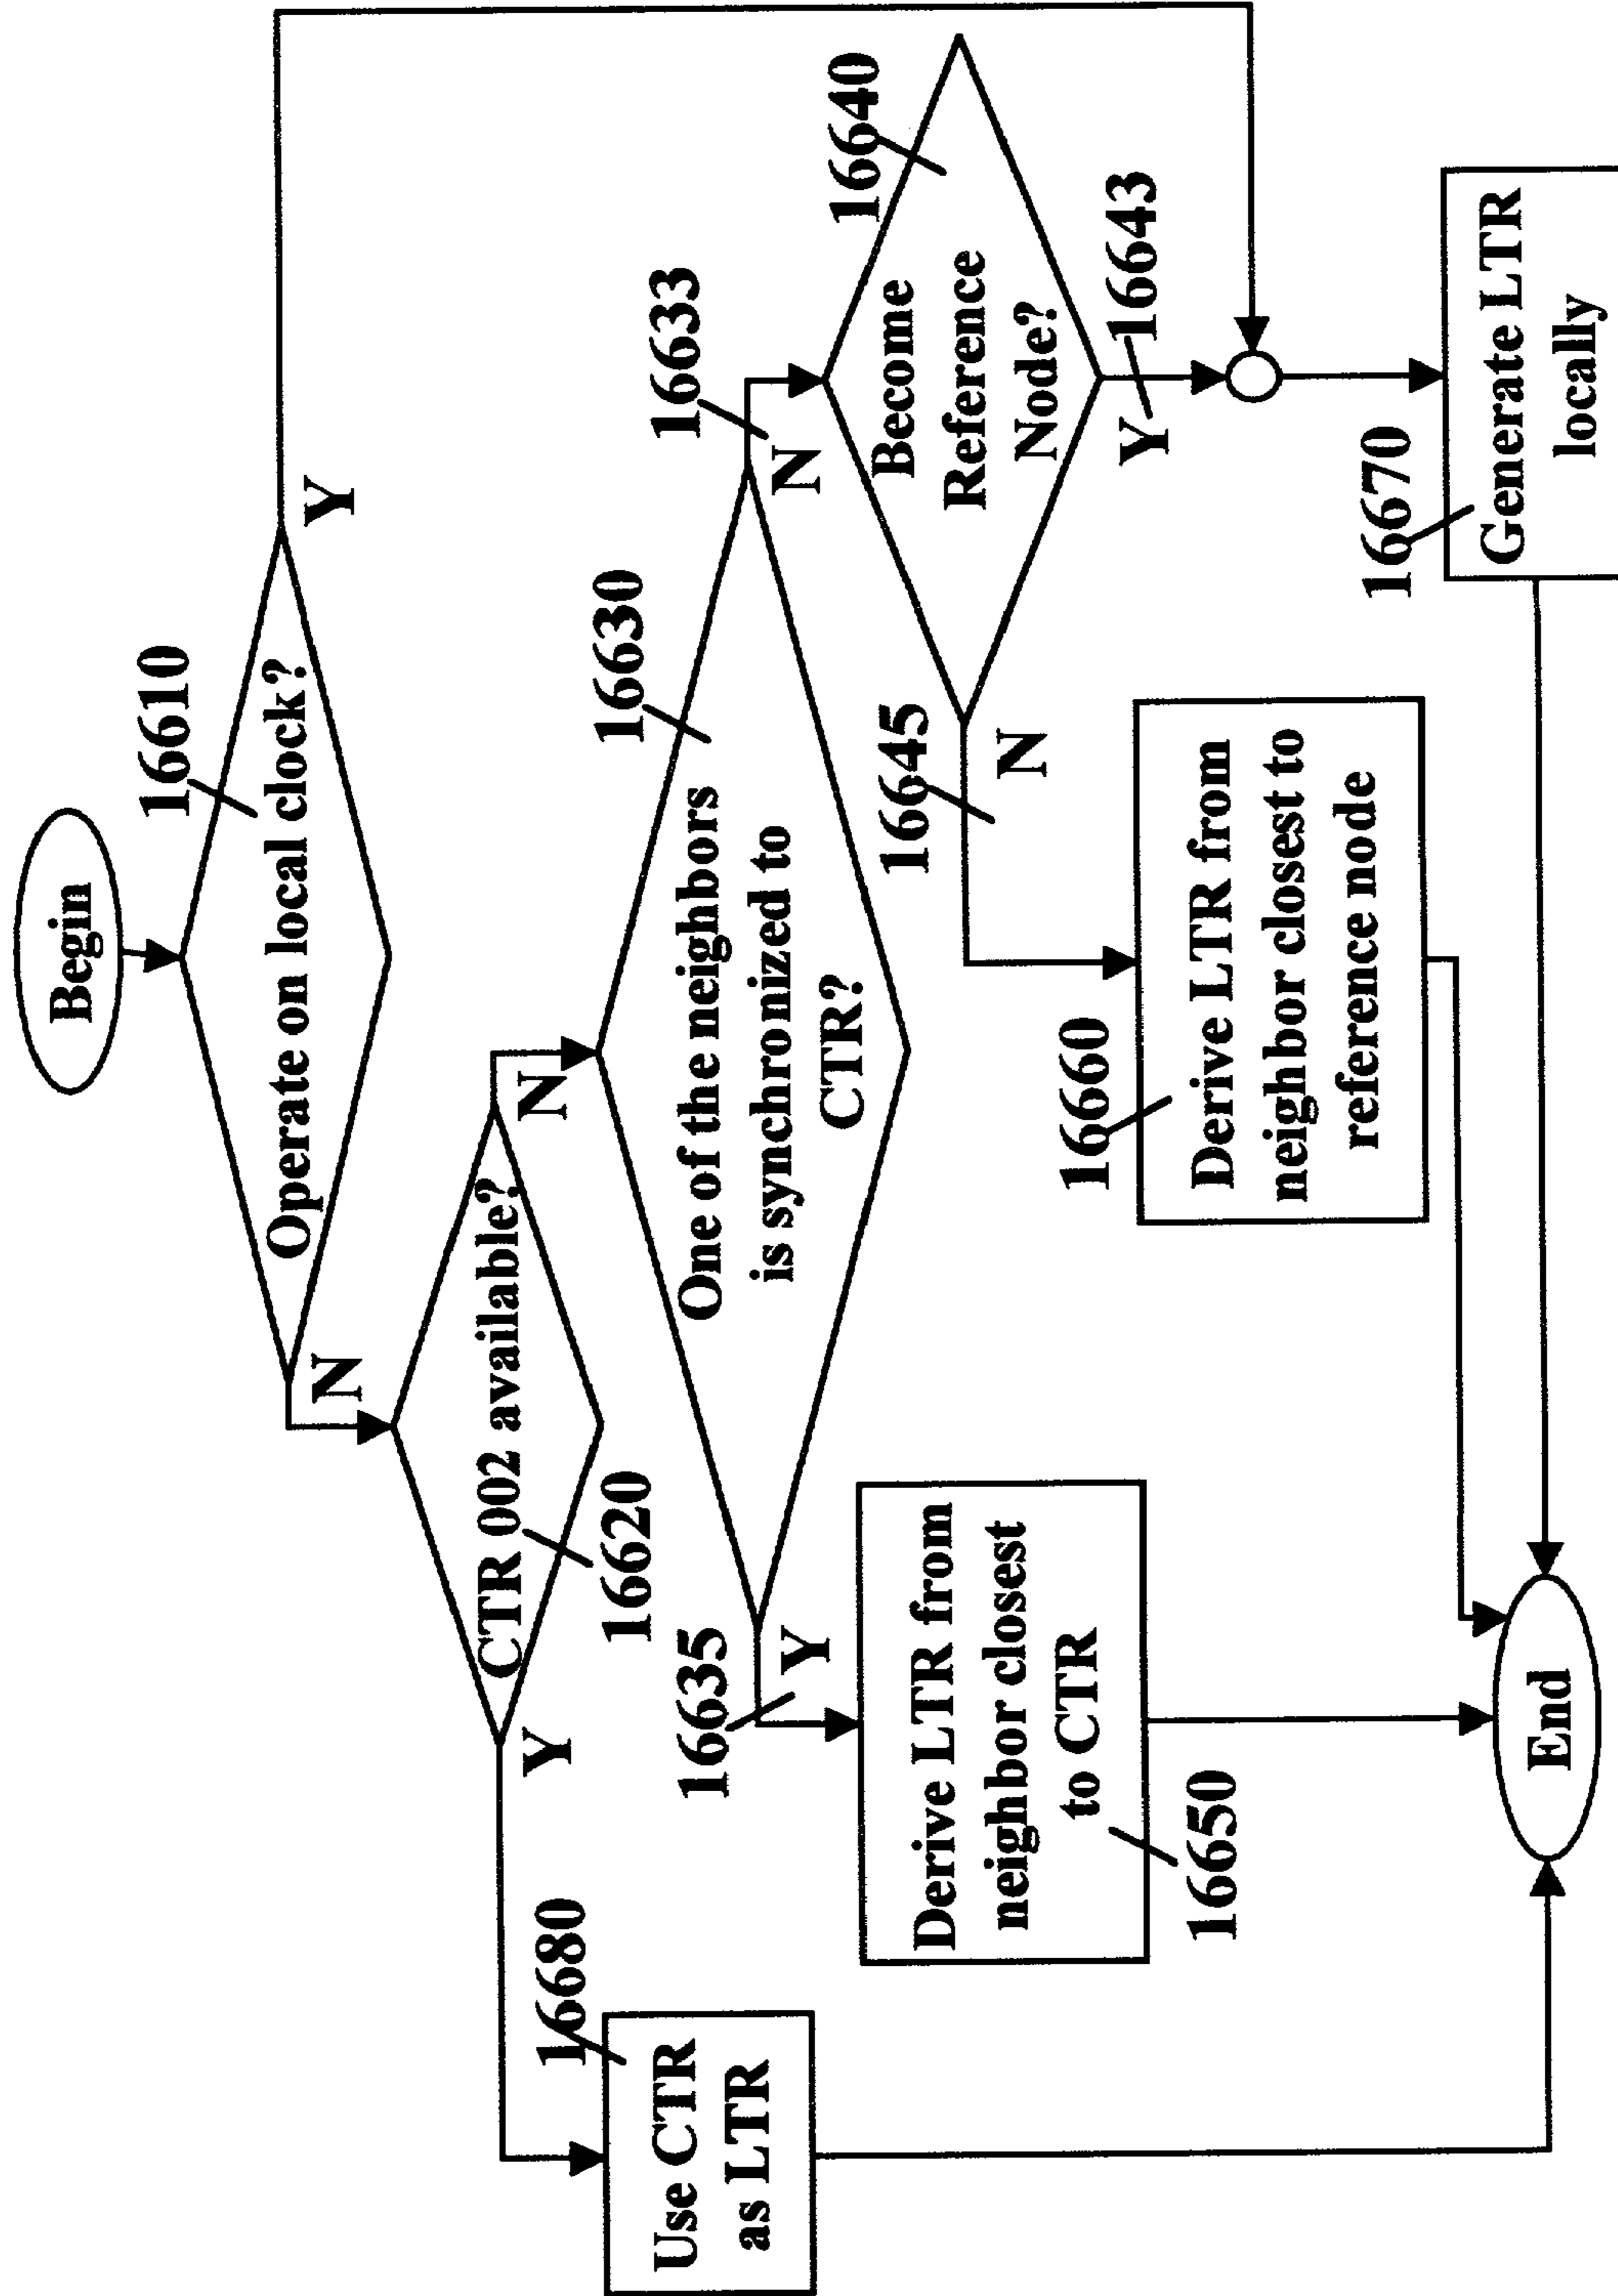 Begin
16610
Operate on local clock?
Y
N
CTR 002 available?
16620
Y
N
16680
Use CTR
as LTR
16630
One of the neighbors
is synchronized to
CTR?
16633
N
16635
Y
16640
Become
Reference
Node?
16643
Y
16645
N
Derive LTR from
neighbor closest
to CTR
16650
16660
Derive LTR from
neighbor closest to
reference node
16670
Generate LTR
locally
End